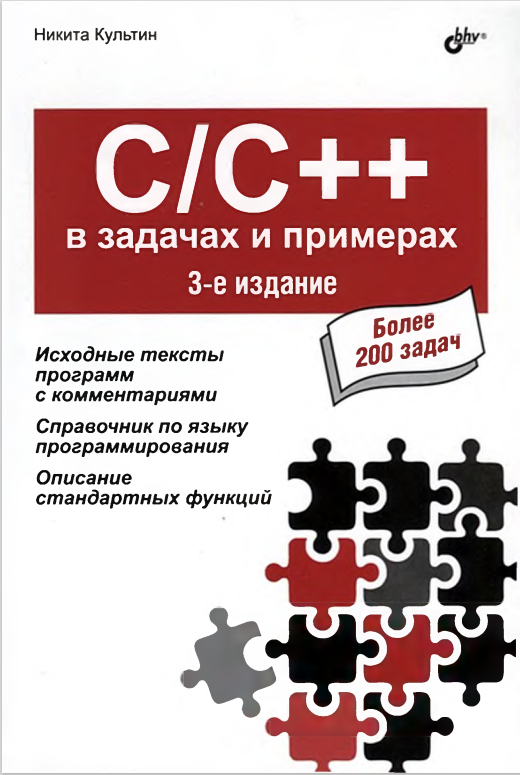 Никита Культин
bhv®
C/C++
в задачах и примерах
3-е издание
Более
200 задач
Исходные тексты
программ
с комментариями
Справочник по языку
программирования
Описание
стандартных функций